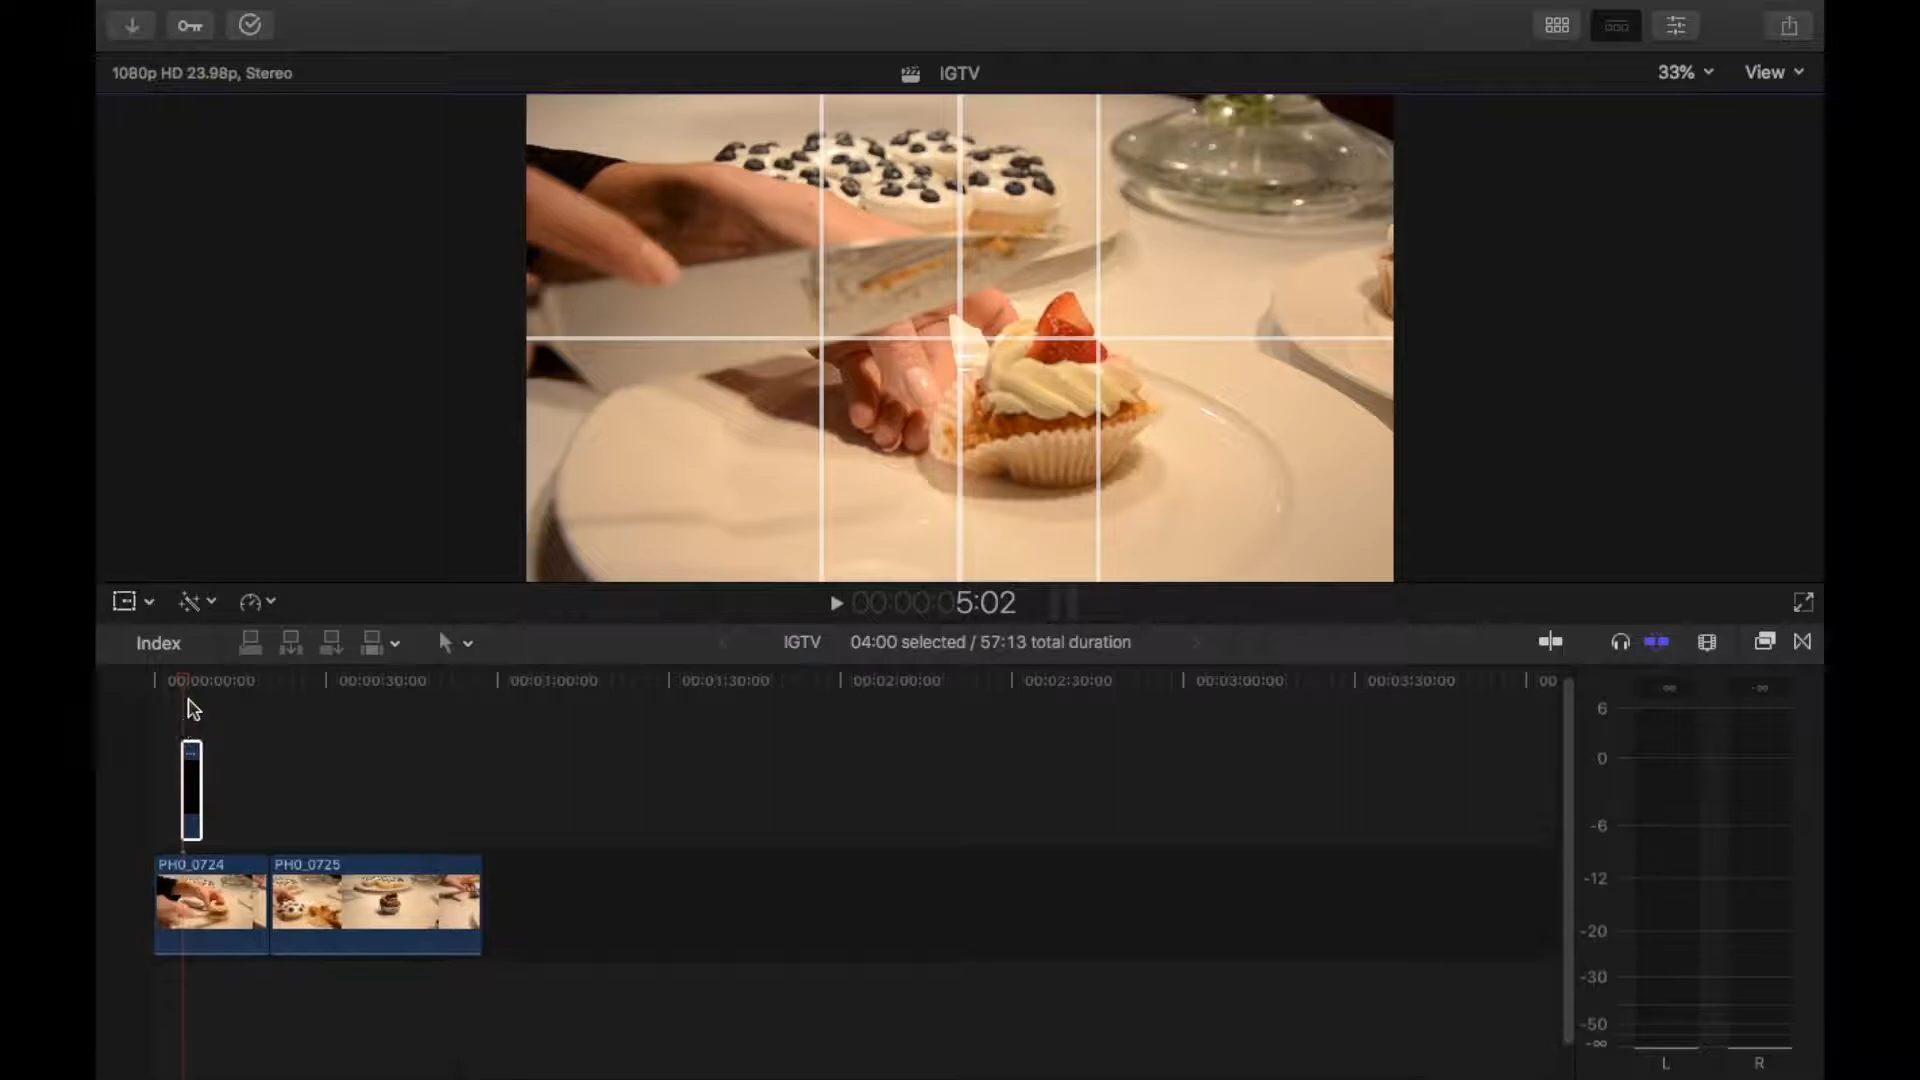 1080p HD 23.98p, Stereo
IGTV
33%
View
00:00:05:02
Index
IGTV
04:00 selected / 57:13 total duration
00:00:00:00
00:00:30:00
00:01:00:00
00:01:30:00
00:02:00:00
00:02:30:00
00:03:00:00
00:03:30:00
00
-∞
-∞
6
0
-6
-12
-20
-30
-50
-∞
L
R
...
PHO_0724
PHO_0725